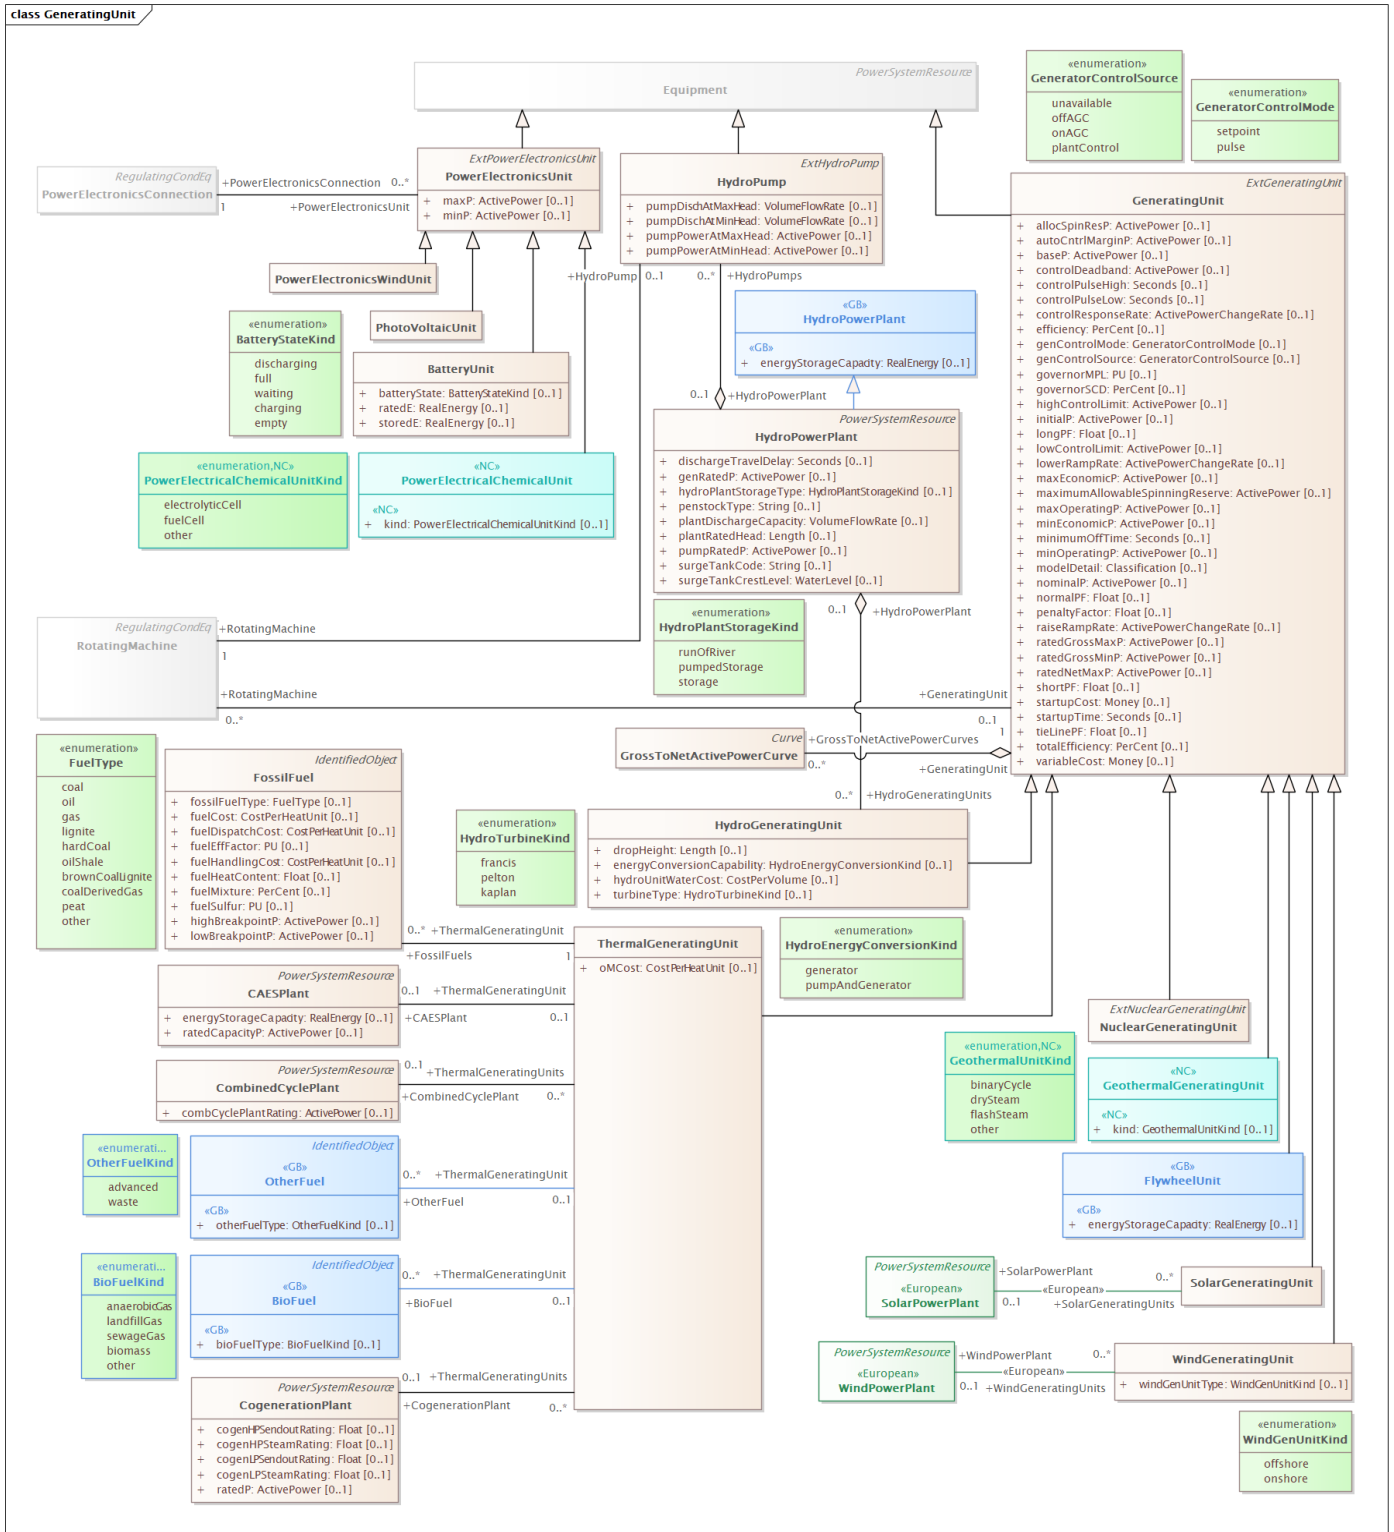 class GeneratingUnit
PowerSystemResource
Equipment
«enumeration»
GeneratorControlSource
unavailable
offAGC
onAGC
plantControl
«enumeration»
GeneratorControlMode
setpoint
pulse
RegulatingCondEq
PowerElectronicsConnection
+PowerElectronicsConnection 0..*
1
+PowerElectronicsUnit
ExtPowerElectronicsUnit
PowerElectronicsUnit
+ maxP: ActivePower [0..1]
+ minP: ActivePower [0..1]
ExtHydroPump
HydroPump
+ pumpDischAtMaxHead: VolumeFlowRate [0..1]
+ pumpDischAtMinHead: VolumeFlowRate [0..1]
+ pumpPowerAtMaxHead: ActivePower [0..1]
+ pumpPowerAtMinHead: ActivePower [0..1]
ExtGeneratingUnit
GeneratingUnit
+ allocSpinResP: ActivePower [0..1]
+ autoCntrlMarginP: ActivePower [0..1]
+ baseP: ActivePower [0..1]
+ controlDeadband: ActivePower [0..1]
+ controlPulseHigh: Seconds [0..1]
+ controlPulseLow: Seconds [0..1]
+ controlResponseRate: ActivePowerChangeRate [0..1]
+ efficiency: PerCent [0..1]
+ genControlMode: GeneratorControlMode [0..1]
+ genControlSource: GeneratorControlSource [0..1]
+ governorMPL: PU [0..1]
+ governorSCD: PerCent [0..1]
+ highControlLimit: ActivePower [0..1]
+ initialP: ActivePower [0..1]
+ longPF: Float [0..1]
+ lowControlLimit: ActivePower [0..1]
+ lowerRampRate: ActivePowerChangeRate [0..1]
+ maxEconomicP: ActivePower [0..1]
+ maximumAllowableSpinningReserve: ActivePower [0..1]
+ maxOperatingP: ActivePower [0..1]
+ minEconomicP: ActivePower [0..1]
+ minimumOffTime: Seconds [0..1]
+ minOperatingP: ActivePower [0..1]
+ modelDetail: Classification [0..1]
+ nominalP: ActivePower [0..1]
+ normalPF: Float [0..1]
+ penaltyFactor: Float [0..1]
+ raiseRampRate: ActivePowerChangeRate [0..1]
+ ratedGrossMaxP: ActivePower [0..1]
+ ratedGrossMinP: ActivePower [0..1]
+ ratedNetMaxP: ActivePower [0..1]
+ shortPF: Float [0..1]
+ startupCost: Money [0..1]
+ startupTime: Seconds [0..1]
+ tieLinePF: Float [0..1]
+ totalEfficiency: PerCent [0..1]
+ variableCost: Money [0..1]
PowerElectronicsWindUnit
+HydroPump 0..1
0..* +HydroPumps
PhotoVoltaicUnit
«enumeration»
BatteryStateKind
discharging
full
waiting
charging
empty
BatteryUnit
+ batteryState: BatteryStateKind [0..1]
+ ratedE: RealEnergy [0..1]
+ storedE: RealEnergy [0..1]
«GB»
HydroPowerPlant
«GB»
+ energyStorageCapacity: RealEnergy [0..1]
0..1 +HydroPowerPlant
PowerSystemResource
HydroPowerPlant
+ dischargeTravelDelay: Seconds [0..1]
+ genRatedP: ActivePower [0..1]
+ hydroPlantStorageType: HydroPlantStorageKind [0..1]
+ penstockType: String [0..1]
+ plantDischargeCapacity: VolumeFlowRate [0..1]
+ plantRatedHead: Length [0..1]
+ pumpRatedP: ActivePower [0..1]
+ surgeTankCode: String [0..1]
+ surgeTankCrestLevel: WaterLevel [0..1]
«enumeration,NC»
PowerElectricalChemicalUnitKind
electrolyticCell
fuelCell
other
«NC»
PowerElectricalChemicalUnit
«NC»
+ kind: PowerElectricalChemicalUnitKind [0..1]
0..1 +HydroPowerPlant
«enumeration»
HydroPlantStorageKind
runOfRiver
pumpedStorage
storage
RegulatingCondEq
RotatingMachine
+RotatingMachine
1
+RotatingMachine
0..*
+GeneratingUnit
0..1
1
Curve
GrossToNetActivePowerCurve
+GrossToNetActivePowerCurves
0..*
+GeneratingUnit
0..* +HydroGeneratingUnits
«enumeration»
FuelType
coal
oil
gas
lignite
hardCoal
oilShale
brownCoalLignite
coalDerivedGas
peat
other
IdentifiedObject
FossilFuel
+ fossilFuelType: FuelType [0..1]
+ fuelCost: CostPerHeatUnit [0..1]
+ fuelDispatchCost: CostPerHeatUnit [0..1]
+ fuelEffFactor: PU [0..1]
+ fuelHandlingCost: CostPerHeatUnit [0..1]
+ fuelHeatContent: Float [0..1]
+ fuelMixture: PerCent [0..1]
+ fuelSulfur: PU [0..1]
+ highBreakpointP: ActivePower [0..1]
+ lowBreakpointP: ActivePower [0..1]
«enumeration»
HydroTurbineKind
francis
pelton
kaplan
HydroGeneratingUnit
+ dropHeight: Length [0..1]
+ energyConversionCapability: HydroEnergyConversionKind [0..1]
+ hydroUnitWaterCost: CostPerVolume [0..1]
+ turbineType: HydroTurbineKind [0..1]
«enumeration»
HydroEnergyConversionKind
generator
pumpAndGenerator
0..* +ThermalGeneratingUnit
+FossilFuels 1
ThermalGeneratingUnit
+ oMCost: CostPerHeatUnit [0..1]
PowerSystemResource
CAESPlant
+ energyStorageCapacity: RealEnergy [0..1]
+ ratedCapacityP: ActivePower [0..1]
0..1 +ThermalGeneratingUnit
+CAESPlant 0..1
ExtNuclearGeneratingUnit
NuclearGeneratingUnit
PowerSystemResource
CombinedCyclePlant
+ combCyclePlantRating: ActivePower [0..1]
0..1 +ThermalGeneratingUnits
+CombinedCyclePlant 0..*
«enumeration,NC»
GeothermalUnitKind
binaryCycle
drySteam
flashSteam
other
«NC»
GeothermalGeneratingUnit
«NC»
+ kind: GeothermalUnitKind [0..1]
«enumerati...
OtherFuelKind
advanced
waste
IdentifiedObject
«GB»
OtherFuel
«GB»
+ otherFuelType: OtherFuelKind [0..1]
0..* +ThermalGeneratingUnit
+OtherFuel 0..1
«GB»
FlywheelUnit
«GB»
+ energyStorageCapacity: RealEnergy [0..1]
«enumerati...
BioFuelKind
anaerobicGas
landfillGas
sewageGas
biomass
other
IdentifiedObject
«GB»
BioFuel
«GB»
+ bioFuelType: BioFuelKind [0..1]
0..* +ThermalGeneratingUnit
+BioFuel 0..1
PowerSystemResource
«European»
SolarPowerPlant
+SolarPowerPlant 0..*
«European»
0..1 +SolarGeneratingUnits
SolarGeneratingUnit
PowerSystemResource
«European»
WindPowerPlant
+WindPowerPlant 0..*
«European»
0..1 +WindGeneratingUnits
WindGeneratingUnit
+ windGenUnitType: WindGenUnitKind [0..1]
PowerSystemResource
CogenerationPlant
+ cogenHPSendoutRating: Float [0..1]
+ cogenHPSteamRating: Float [0..1]
+ cogenLPSendoutRating: Float [0..1]
+ cogenLPSteamRating: Float [0..1]
+ ratedP: ActivePower [0..1]
0..1 +ThermalGeneratingUnits
+CogenerationPlant 0..*
«enumeration»
WindGenUnitKind
offshore
onshore